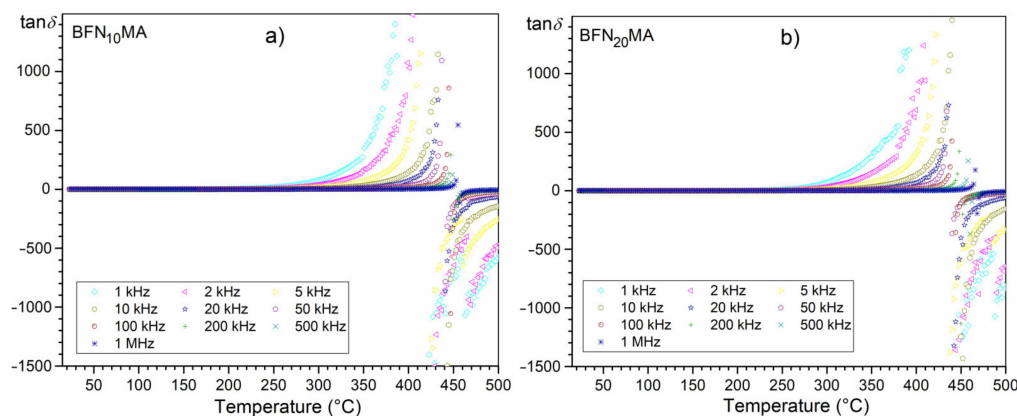 tanδ
BFN10MA
a)
1000
500
0
-500
-1000
-1500
1 kHz 2 kHz 5 kHz
10 kHz 20 kHz 50 kHz
100 kHz 200 kHz 500 kHz
1 MHz
50 100 150 200 250 300 350 400 450 500
Temperature (°C)
tanδ
BFN20MA
b)
1000
500
0
-500
-1000
-1500
1 kHz 2 kHz 5 kHz
10 kHz 20 kHz 50 kHz
100 kHz 200 kHz 500 kHz
1 MHz
50 100 150 200 250 300 350 400 450 500
Temperature (°C)